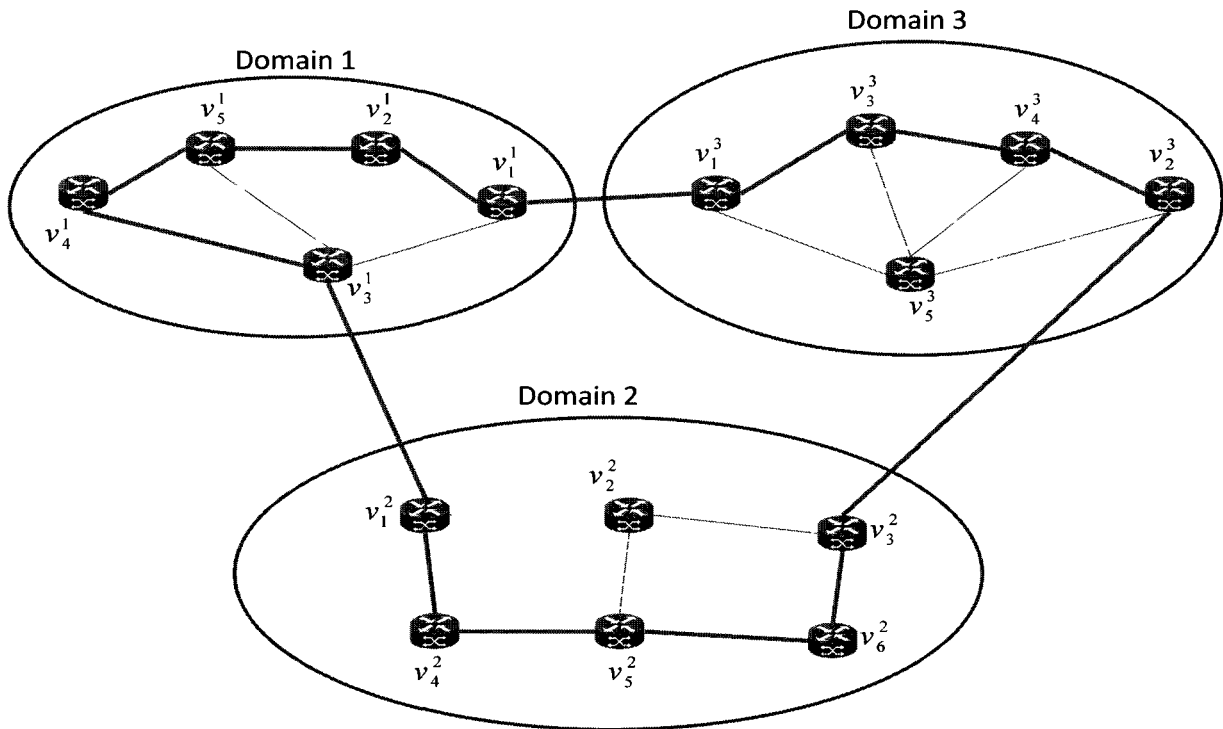 Domain 1
Domain 3
v_5^1
v_2^1
v_1^1
v_4^1
v_3^1
v_3^3
v_4^3
v_1^3
v_2^3
v_5^3
Domain 2
v_1^2
v_2^2
v_3^2
v_4^2
v_5^2
v_6^2